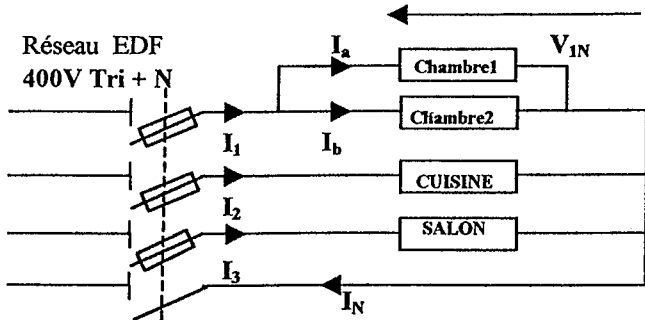 Réseau EDF
400V Tri + N
Ia
Chambre1
V1N
I1
Ib
Chambre2
I2
CUISINE
I3
SALON
IN